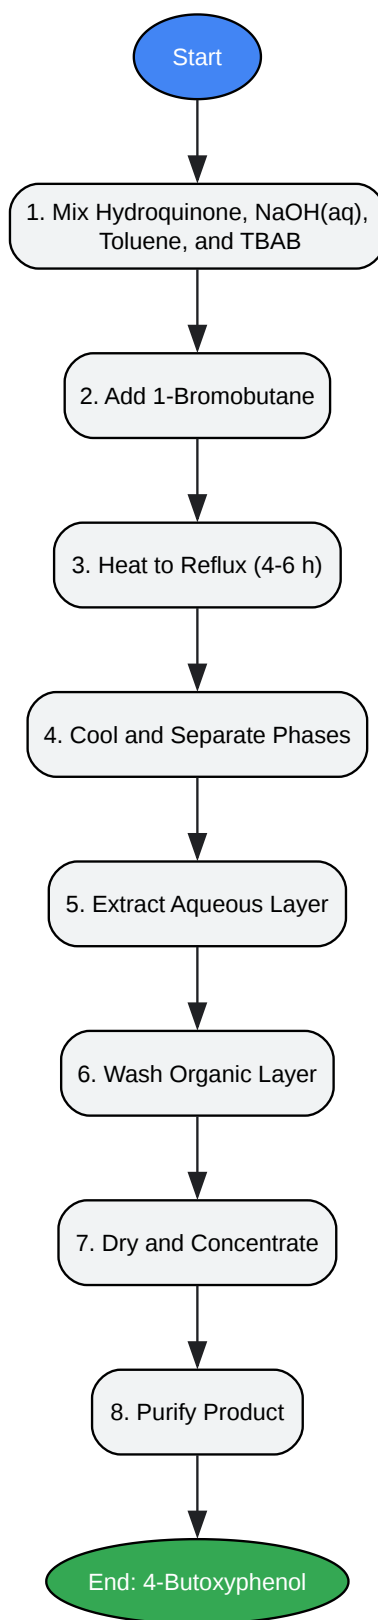 Start
1. Mix Hydroquinone, NaOH(aq),
Toluene, and TBAB
2. Add 1-Bromobutane
3. Heat to Reflux (4-6 h)
4. Cool and Separate Phases
5. Extract Aqueous Layer
6. Wash Organic Layer
7. Dry and Concentrate
8. Purify Product
End: 4-Butoxyphenol